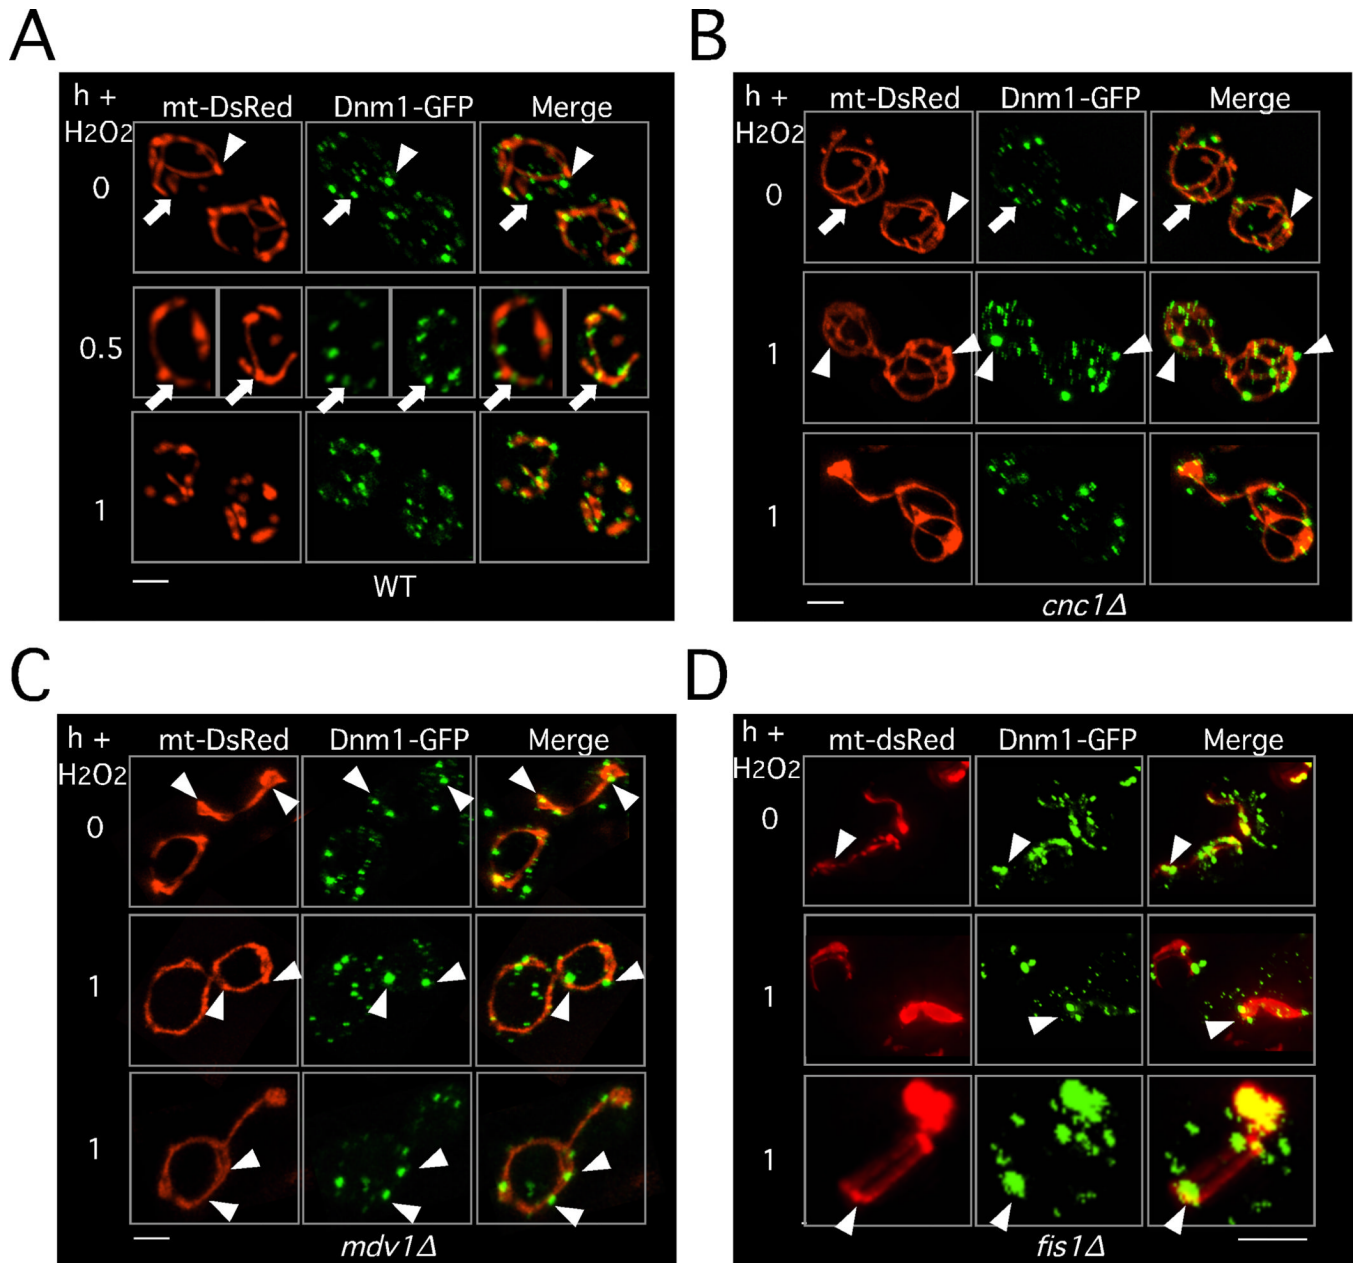 A
h +
H2O2
mt-DsRed Dnm1-GFP Merge
0
0.5
1
WT
B
h +
H2O2
mt-DsRed Dnm1-GFP Merge
0
1
1
cnc1Δ
C
h +
H2O2
mt-DsRed Dnm1-GFP Merge
0
1
1
mdv1Δ
D
h +
H2O2
mt-dsRed Dnm1-GFP Merge
0
1
1
fis1Δ